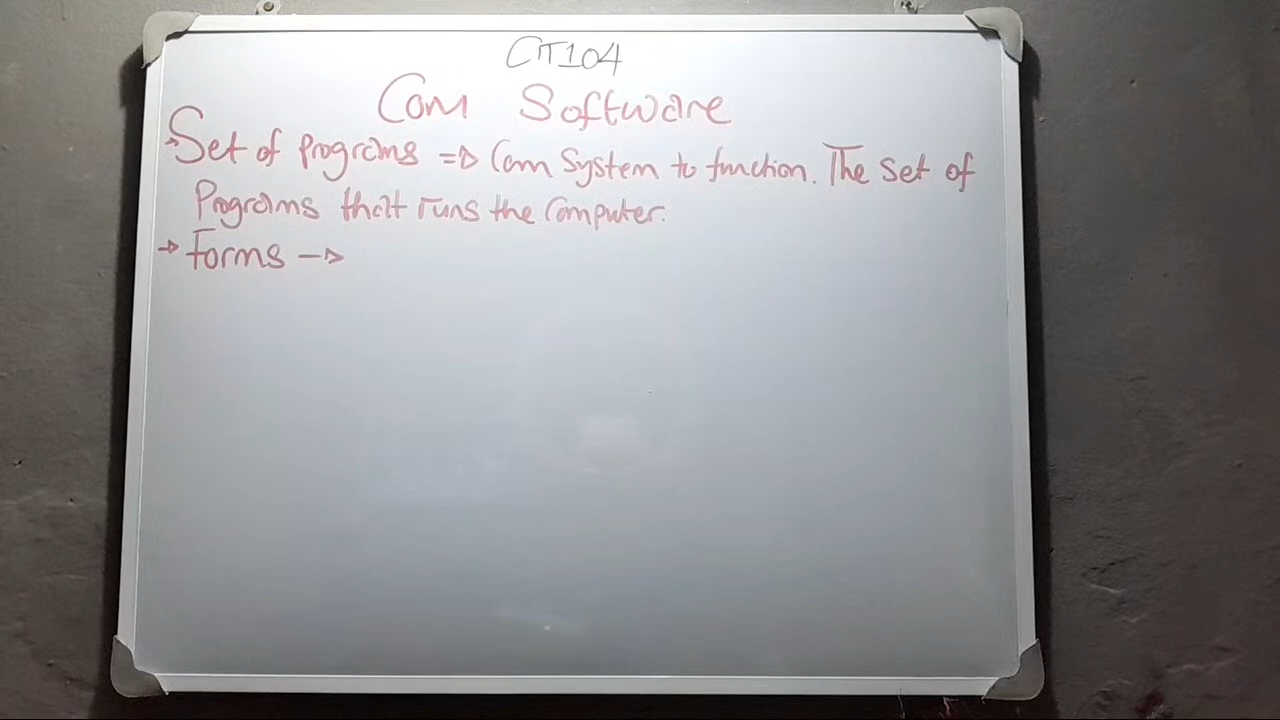 CIT104
Com Software
→ Set of programs => Com System to function. The set of
Programs that runs the Computer.
→ Forms →